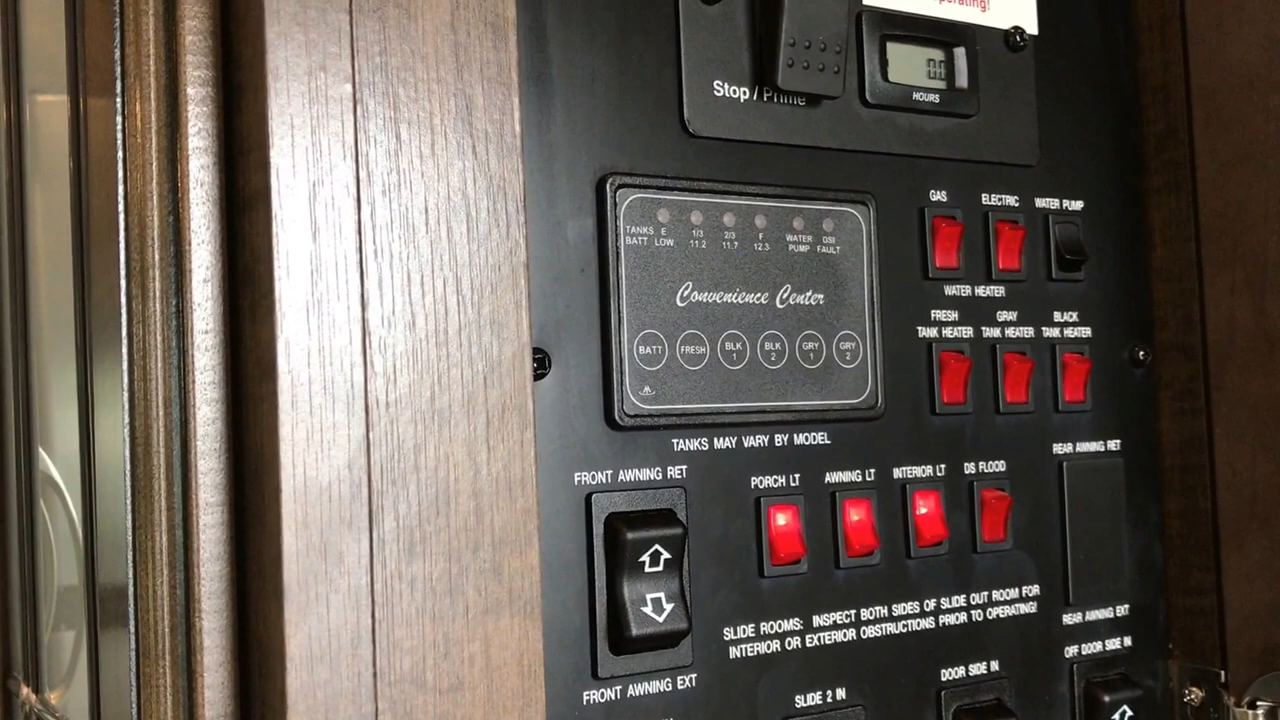 operating!
Stop / Prime
HOURS
GAS ELECTRIC WATER PUMP
TANKS E 1/3 2/3 F WATER DSI
BATT LOW 11.2 11.7 12.3 PUMP FAULT
WATER HEATER
Convenience Center
FRESH TANK HEATER
GRAY TANK HEATER
BLACK TANK HEATER
BATT FRESH BLK 1 BLK 2 GRY 1 GRY 2
TANKS MAY VARY BY MODEL
FRONT AWNING RET
PORCH LT AWNING LT INTERIOR LT DS FLOOD
REAR AWNING RET
SLIDE ROOMS: INSPECT BOTH SIDES OF SLIDE OUT ROOM FOR
INTERIOR OR EXTERIOR OBSTRUCTIONS PRIOR TO OPERATING!
REAR AWNING EXT
FRONT AWNING EXT
SLIDE 2 IN
DOOR SIDE IN
OFF DOOR SIDE IN